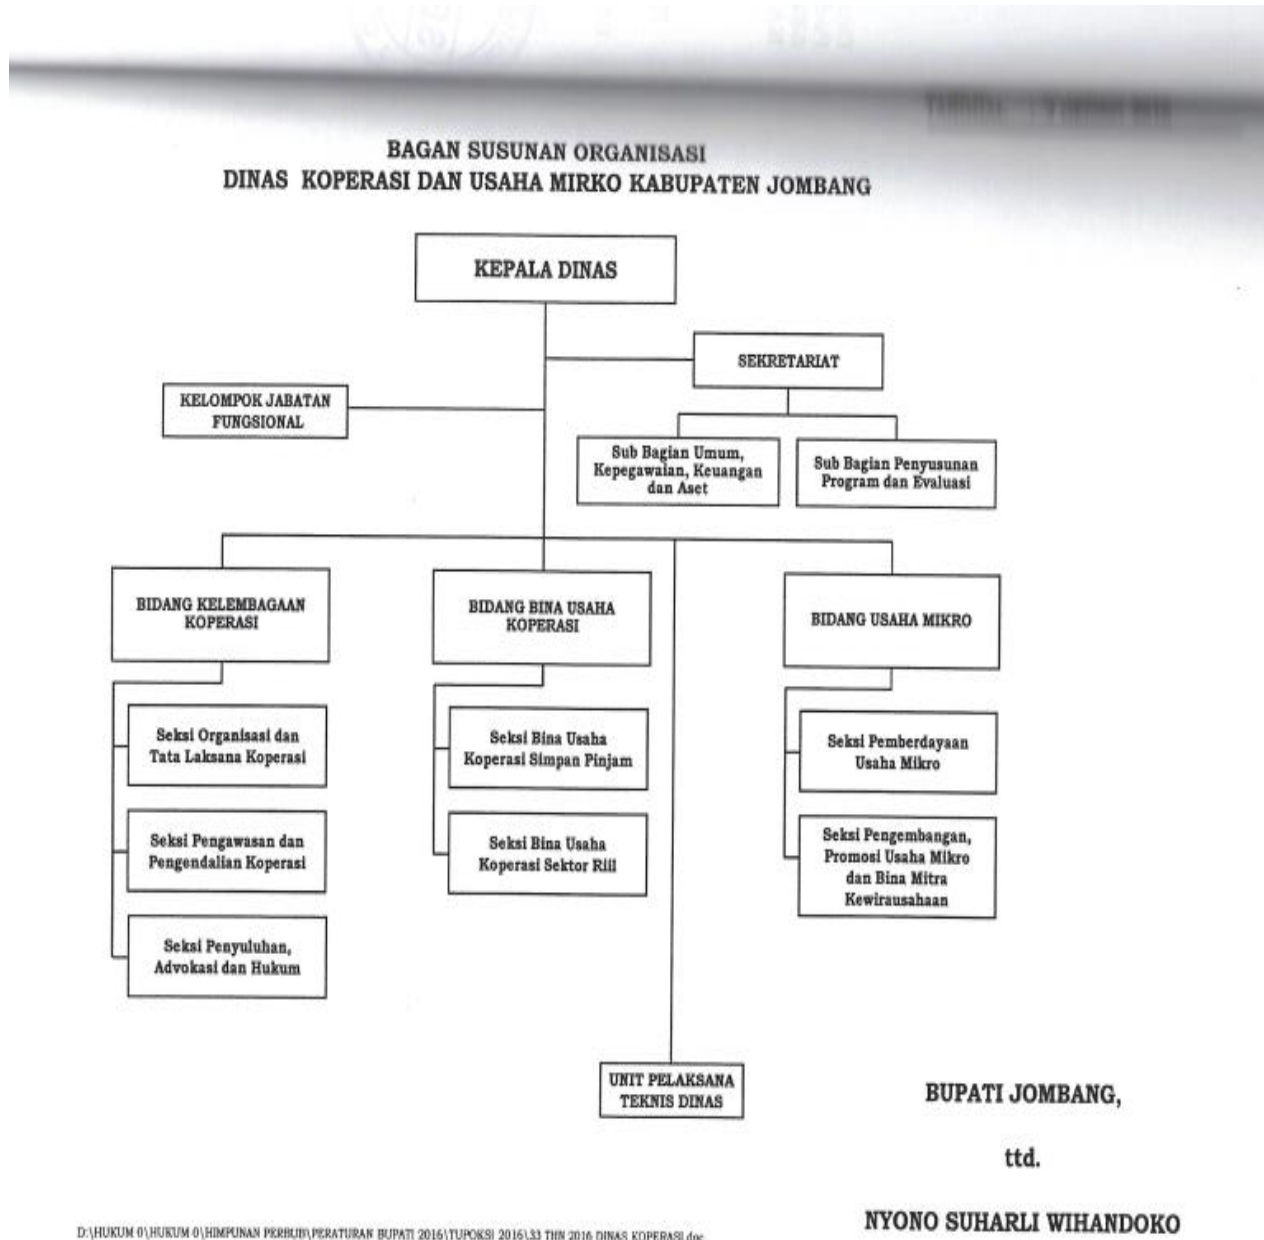 BAGAN SUSUNAN ORGANISASI
DINAS KOPERASI DAN USAHA MIRKO KABUPATEN JOMBANG
KEPALA DINAS
SEKRETARIAT
KELOMPOK JABATAN
FUNGSIONAL
Sub Bagian Umum,
Kepegawaian, Keuangan
dan Aset
Sub Bagian Penyusunan
Program dan Evaluasi
BIDANG KELEMBAGAAN
KOPERASI
BIDANG BINA USAHA
KOPERASI
BIDANG USAHA MIKRO
Seksi Organisasi dan
Tata Laksana Koperasi
Seksi Pengawasan dan
Pengendalian Koperasi
Seksi Penyuluhan,
Advokasi dan Hukum
Seksi Bina Usaha
Koperasi Simpan Pinjam
Seksi Bina Usaha
Koperasi Sektor Riil
Seksi Pemberdayaan
Usaha Mikro
Seksi Pengembangan,
Promosi Usaha Mikro
dan Bina Mitra
Kewirausahaan
UNIT PELAKSANA
TEKNIS DINAS
BUPATI JOMBANG,
ttd.
NYONO SUHARLI WIHANDOKO
D:\HUKUM 0\HUKUM 0\HIMPUNAN PERBUB\PERATURAN BUPATI 2016\TUPOKSI 2016\33 THN 2016 DINAS KOPERASI.doc